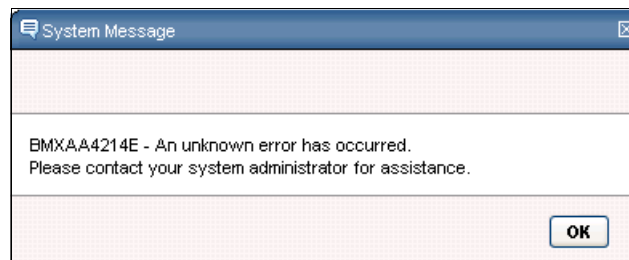 System Message
BMXAA4214E - An unknown error has occurred.
Please contact your system administrator for assistance.
OK